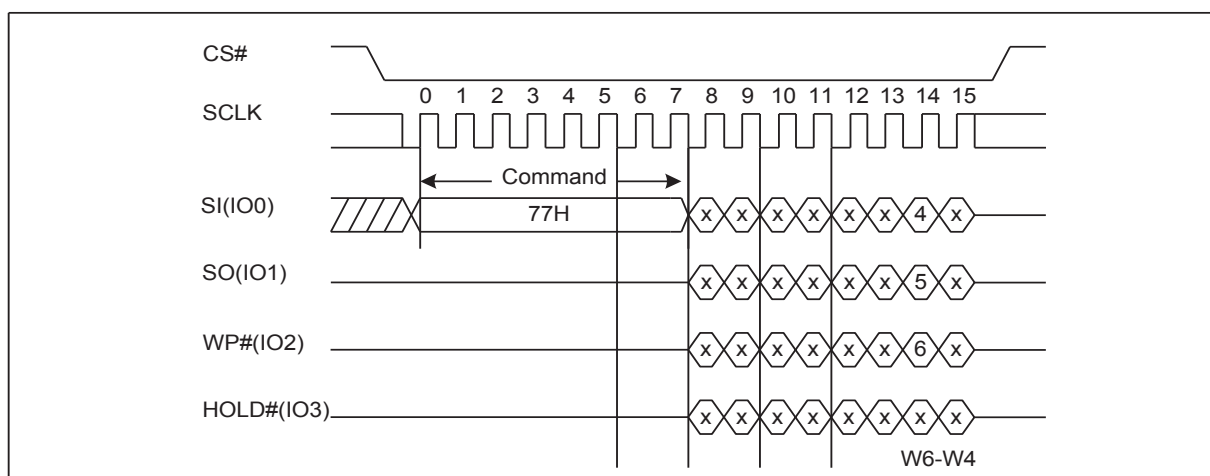 CS#
0 1 2 3 4 5 6 7 8 9 10 11 12 13 14 15
SCLK
Command
SI(IO0) 77H x x x x x x 4 x
SO(IO1) x x x x x x 5 x
WP#(IO2) x x x x x x 6 x
HOLD#(IO3) x x x x x x x x
W6-W4